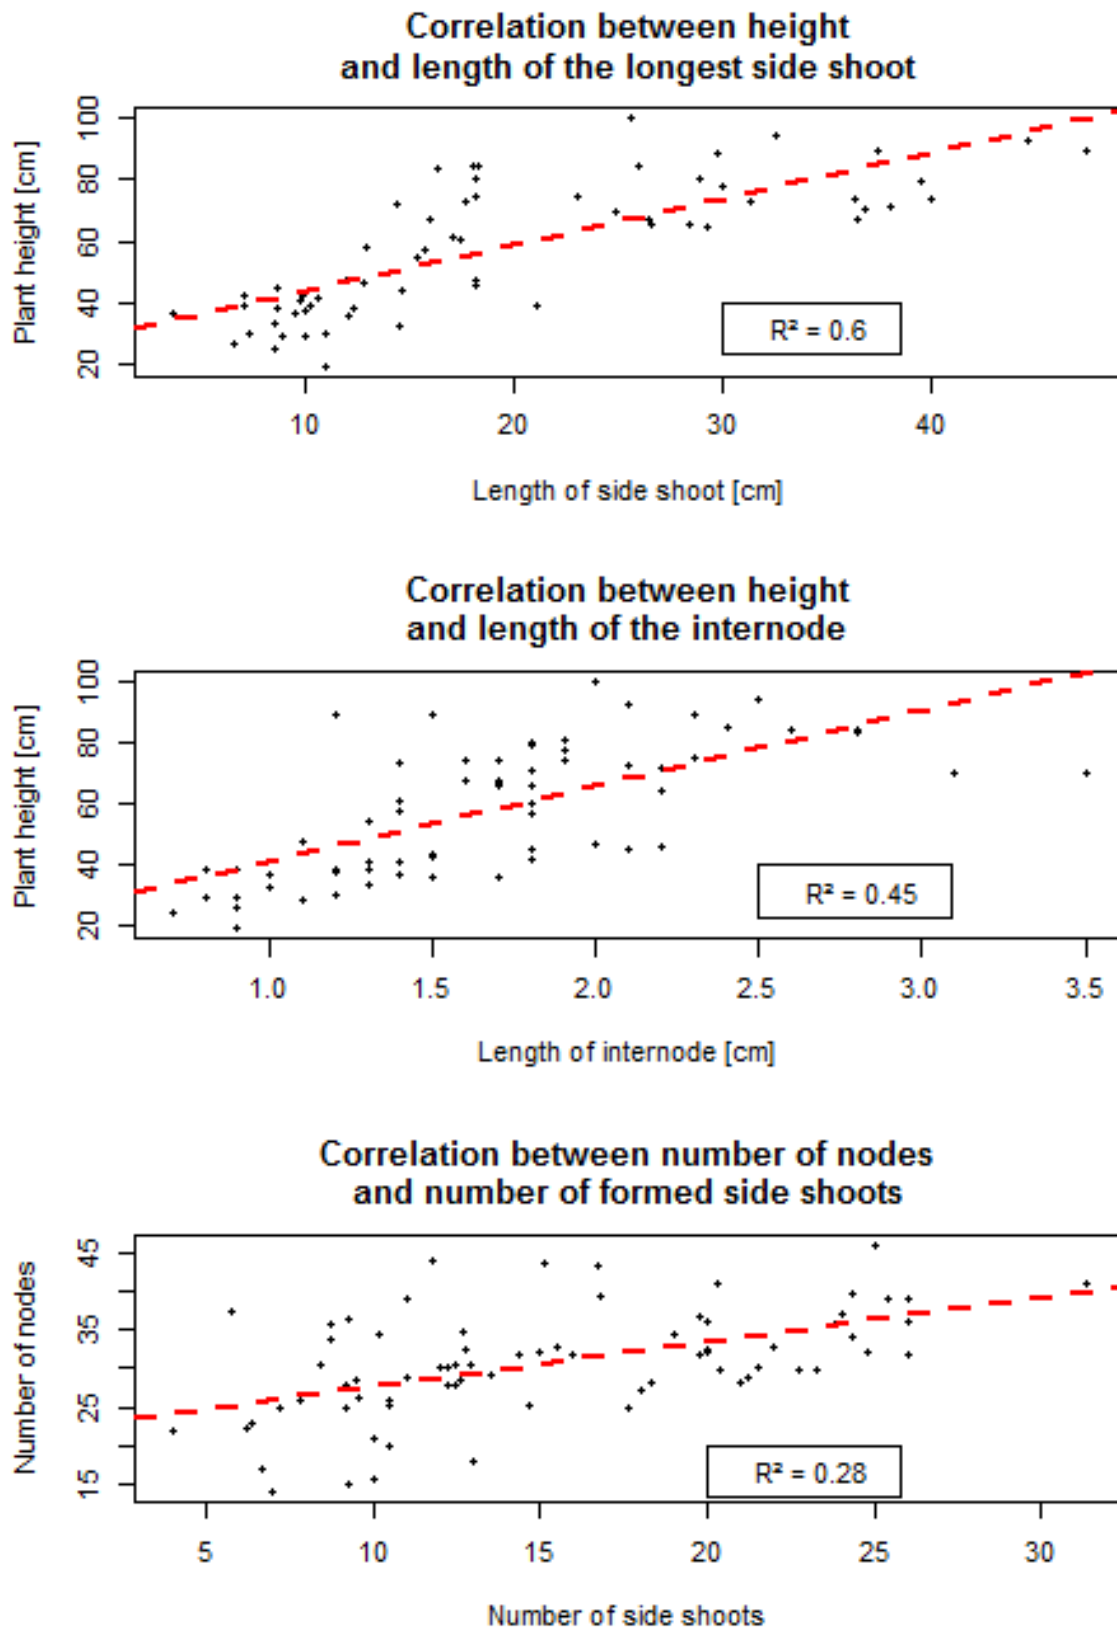 Correlation between height
and length of the longest side shoot
Plant height [cm]
100
80
60
40
20
R² = 0.6
10 20 30 40
Length of side shoot [cm]
Correlation between height
and length of the internode
Plant height [cm]
100
80
60
40
20
R² = 0.45
1.0 1.5 2.0 2.5 3.0 3.5
Length of internode [cm]
Correlation between number of nodes
and number of formed side shoots
Number of nodes
45
35
25
15
R² = 0.28
5 10 15 20 25 30
Number of side shoots